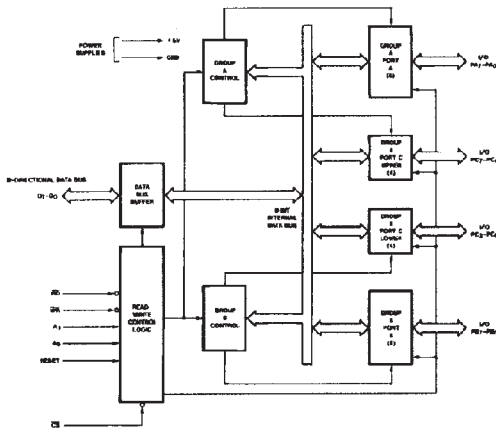 POWER
SUPPLIES
+5V
GND
GROUP
A
CONTROL
GROUP
A
PORT
A
(8)
I/O
PA7-PA0
GROUP
A
PORT C
UPPER
(4)
I/O
PC7-PC4
BI-DIRECTIONAL DATA BUS
D7-D0
DATA
BUS
BUFFER
8-BIT
INTERNAL
DATA BUS
GROUP
B
PORT C
LOWER
(4)
I/O
PC3-PC0
RD
WR
A1
A0
RESET
READ
WRITE
CONTROL
LOGIC
GROUP
B
CONTROL
GROUP
B
PORT
B
(8)
I/O
PB7-PB0
CS